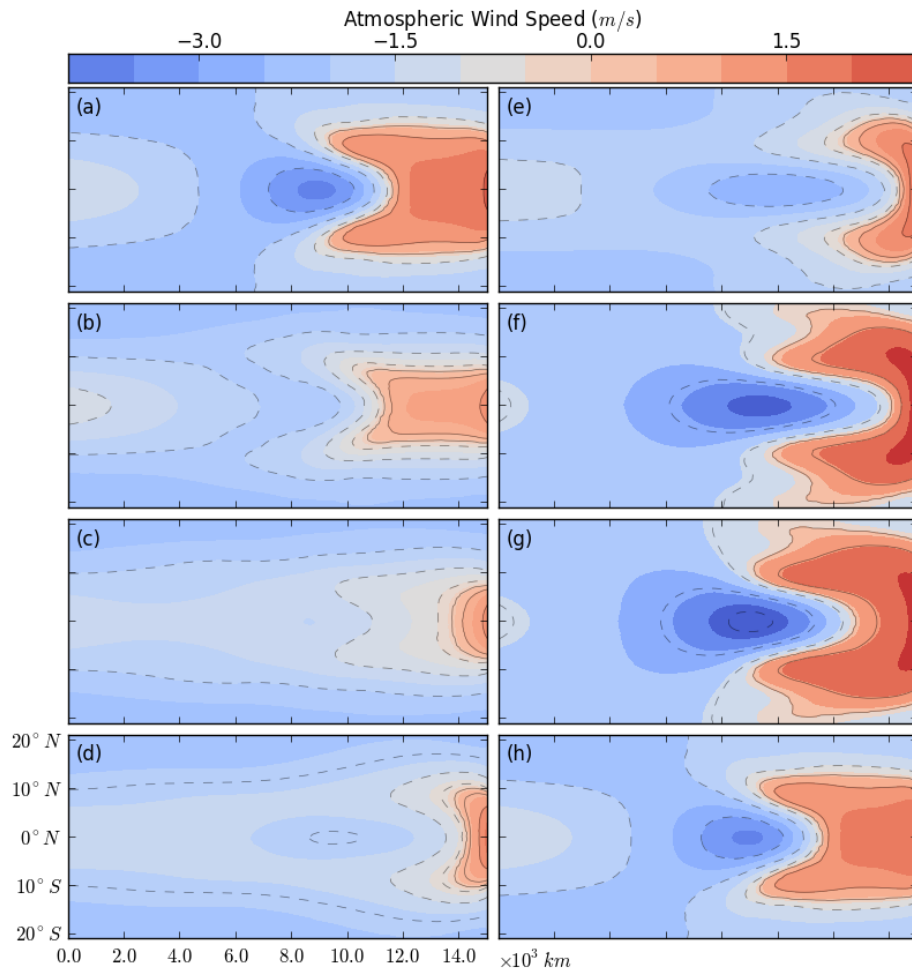 Atmospheric Wind Speed (m/s)
−3.0 −1.5 0.0 1.5
(a) (e)
(b) (f)
(c) (g)
(d) (h)
20° N
10° N
0° N
10° S
20° S
0.0 2.0 4.0 6.0 8.0 10.0 12.0 14.0 ×10³ km